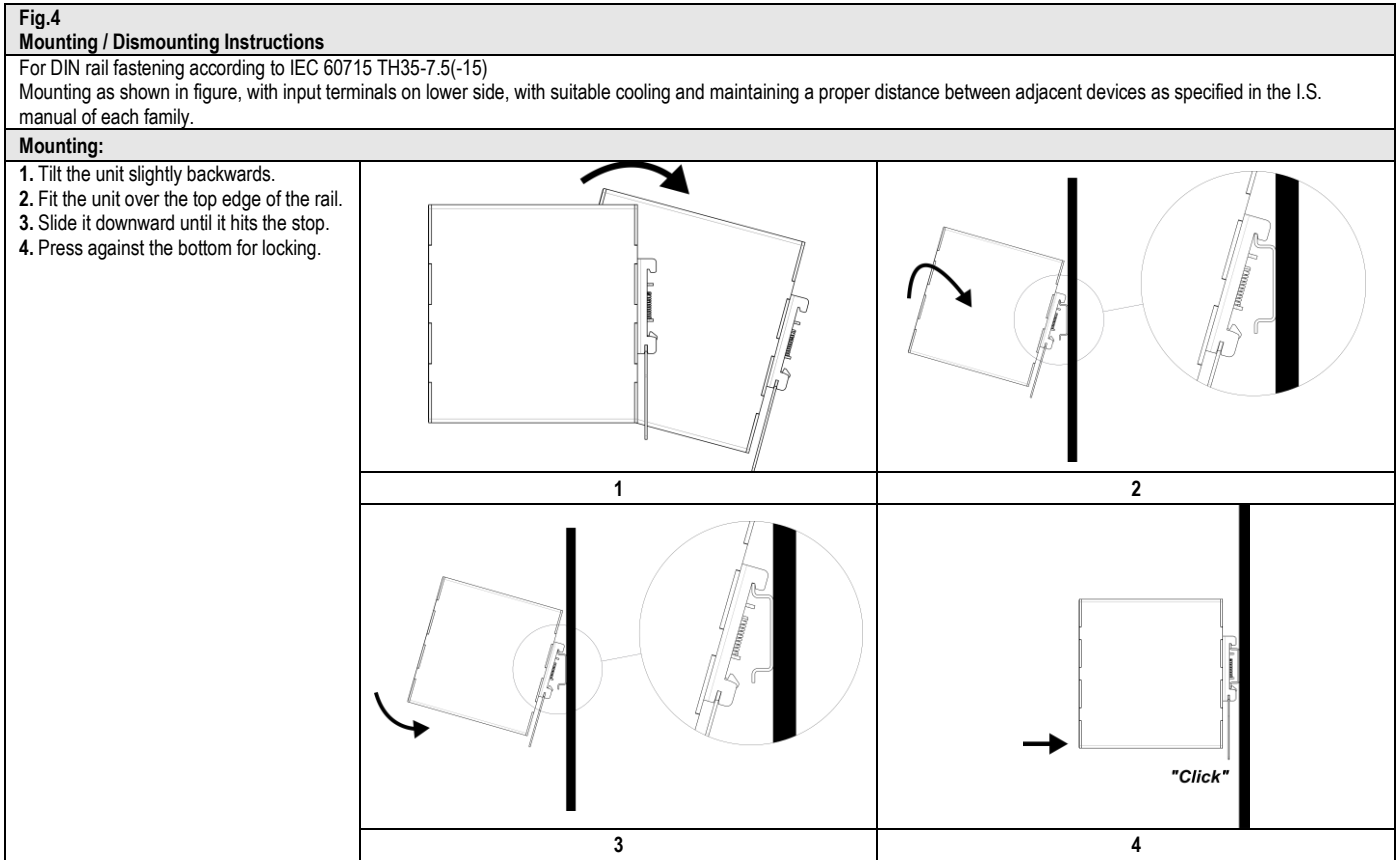 Fig.4
Mounting / Dismounting Instructions
For DIN rail fastening according to IEC 60715 TH35-7.5(-15)
Mounting as shown in figure, with input terminals on lower side, with suitable cooling and maintaining a proper distance between adjacent devices as specified in the I.S.
manual of each family.
Mounting:
1. Tilt the unit slightly backwards.
2. Fit the unit over the top edge of the rail.
3. Slide it downward until it hits the stop.
4. Press against the bottom for locking.
1
2
"Click"
3
4